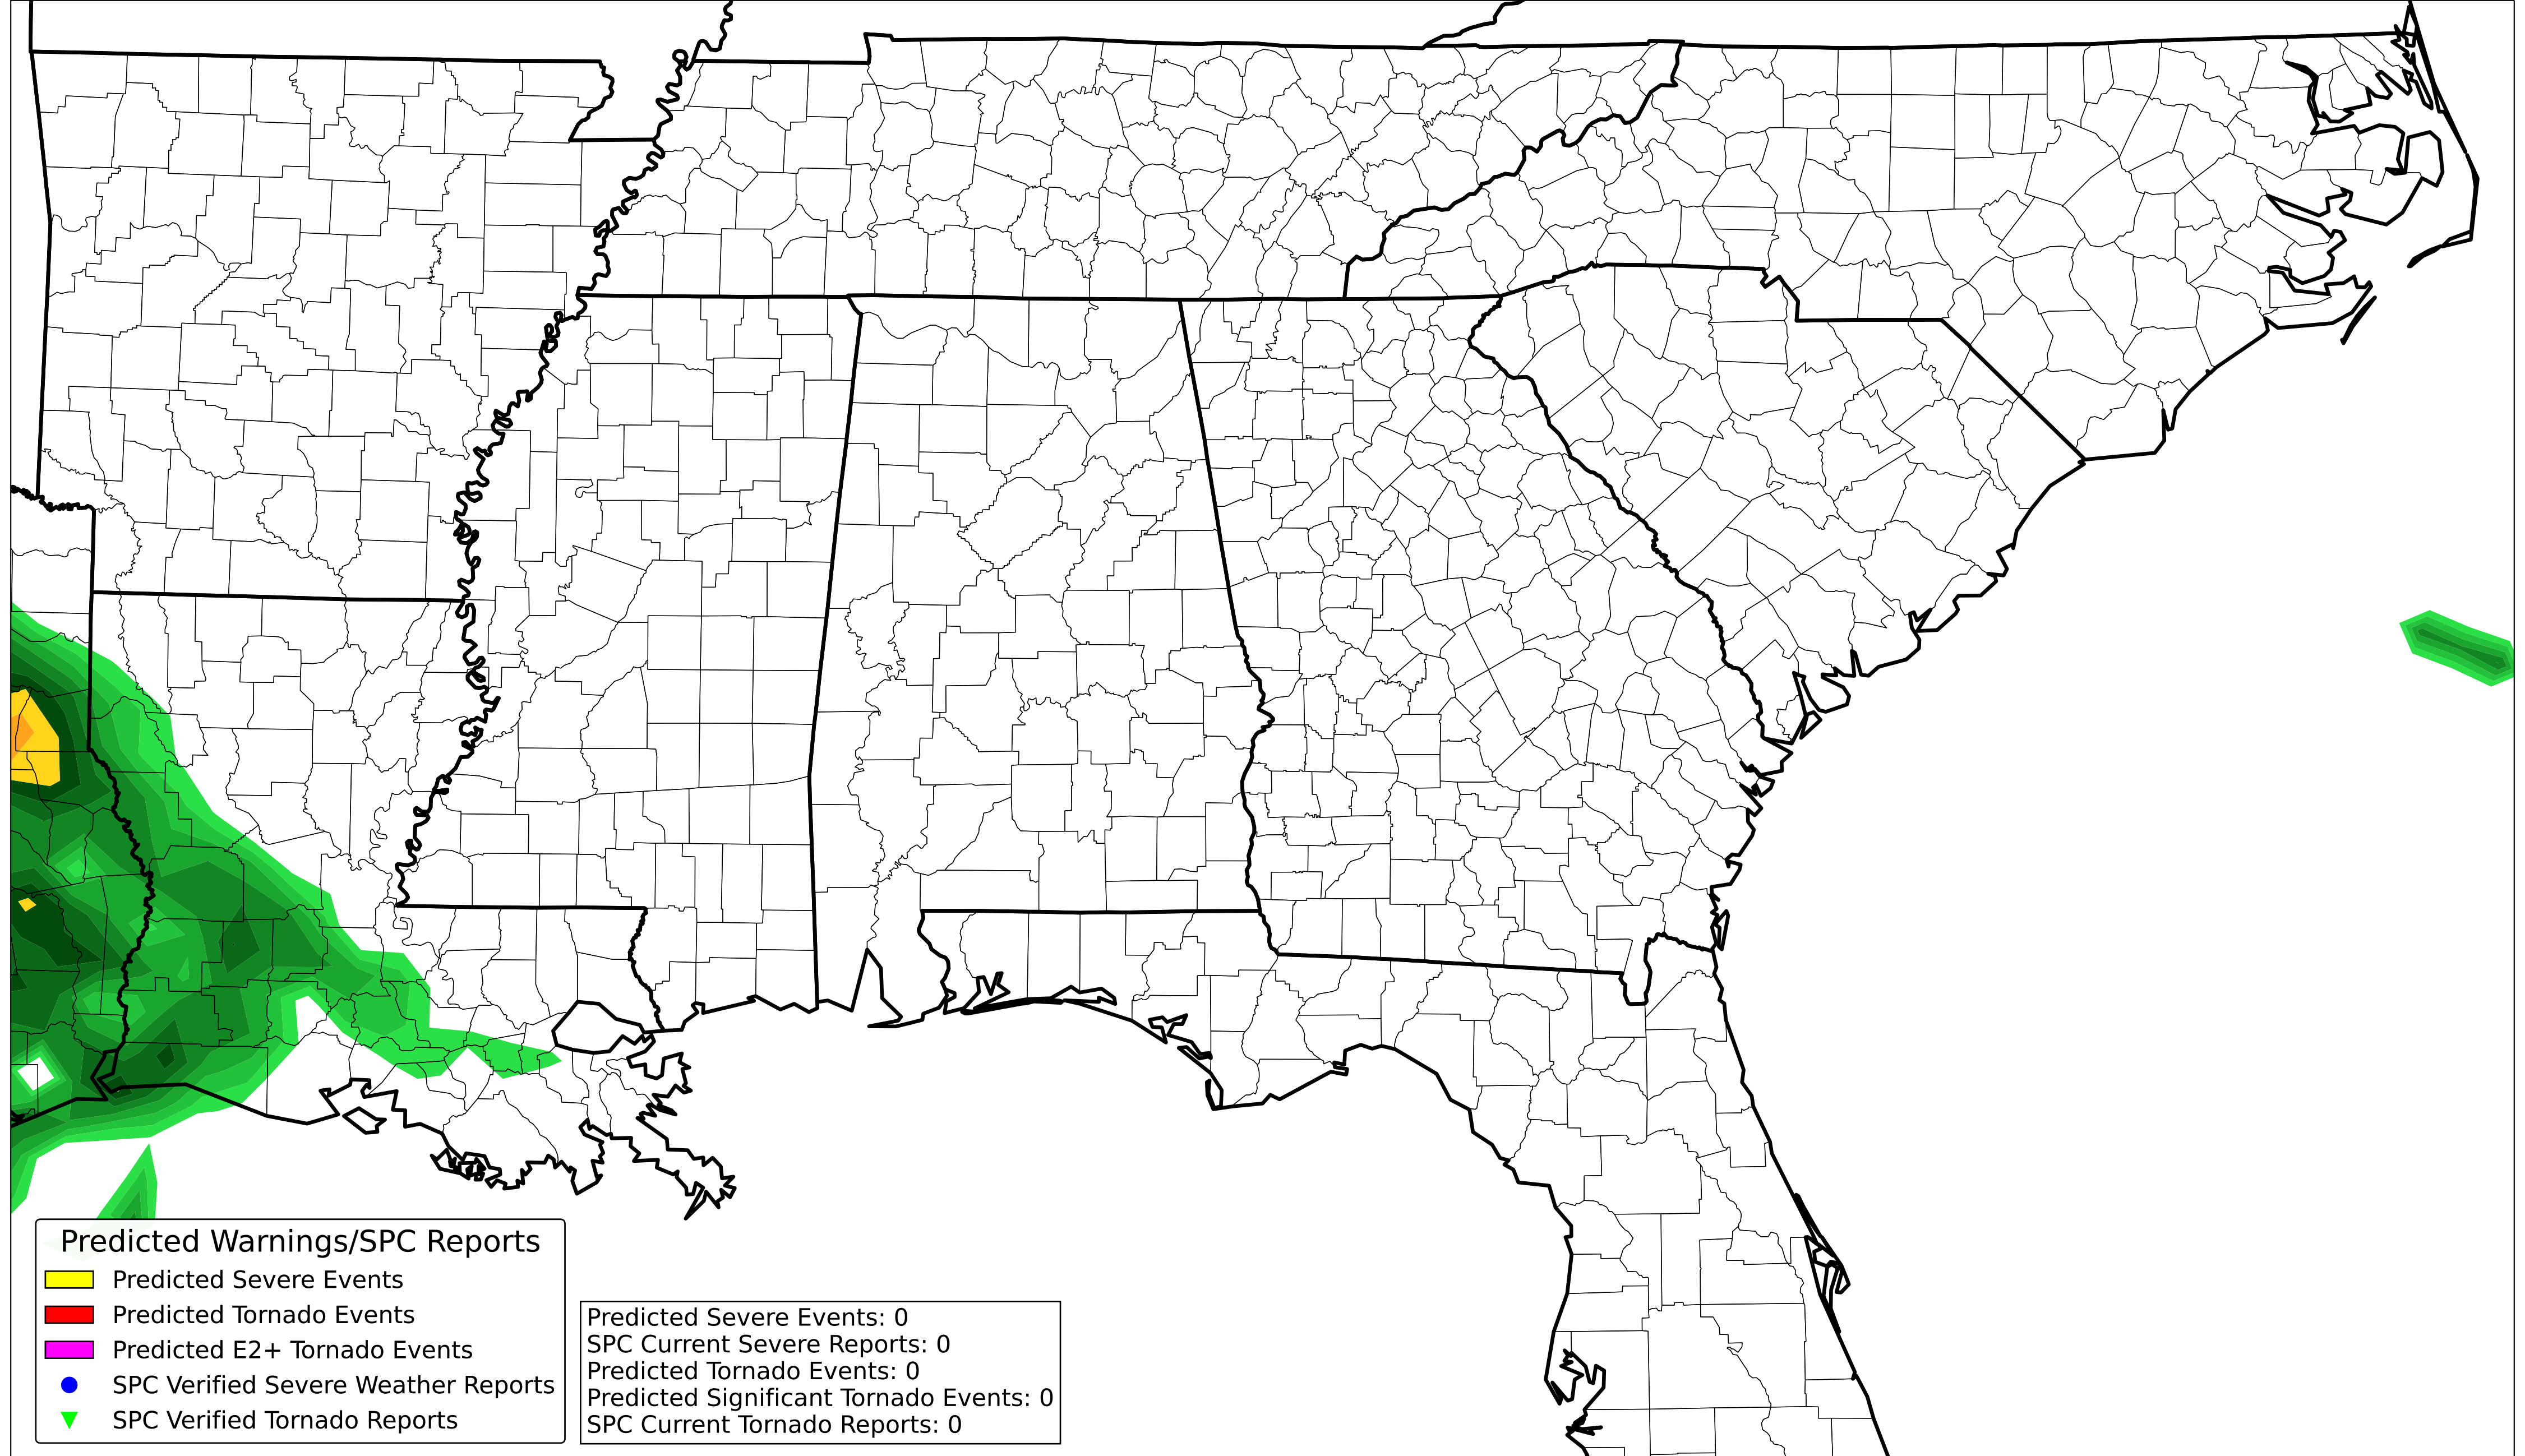 Predicted Warnings/SPC Reports
Predicted Severe Events
Predicted Tornado Events
Predicted E2+ Tornado Events
SPC Verified Severe Weather Reports
SPC Verified Tornado Reports
Predicted Severe Events: 0
SPC Current Severe Reports: 0
Predicted Tornado Events: 0
Predicted Significant Tornado Events: 0
SPC Current Tornado Reports: 0